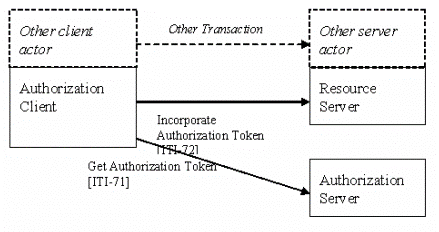 Other client
actor
Other Transaction
Other server
actor
Authorization
Client
Resource
Server
Incorporate
Authorization Token
[ITI-72]
Get Authorization Token
[ITI-71]
Authorization
Server